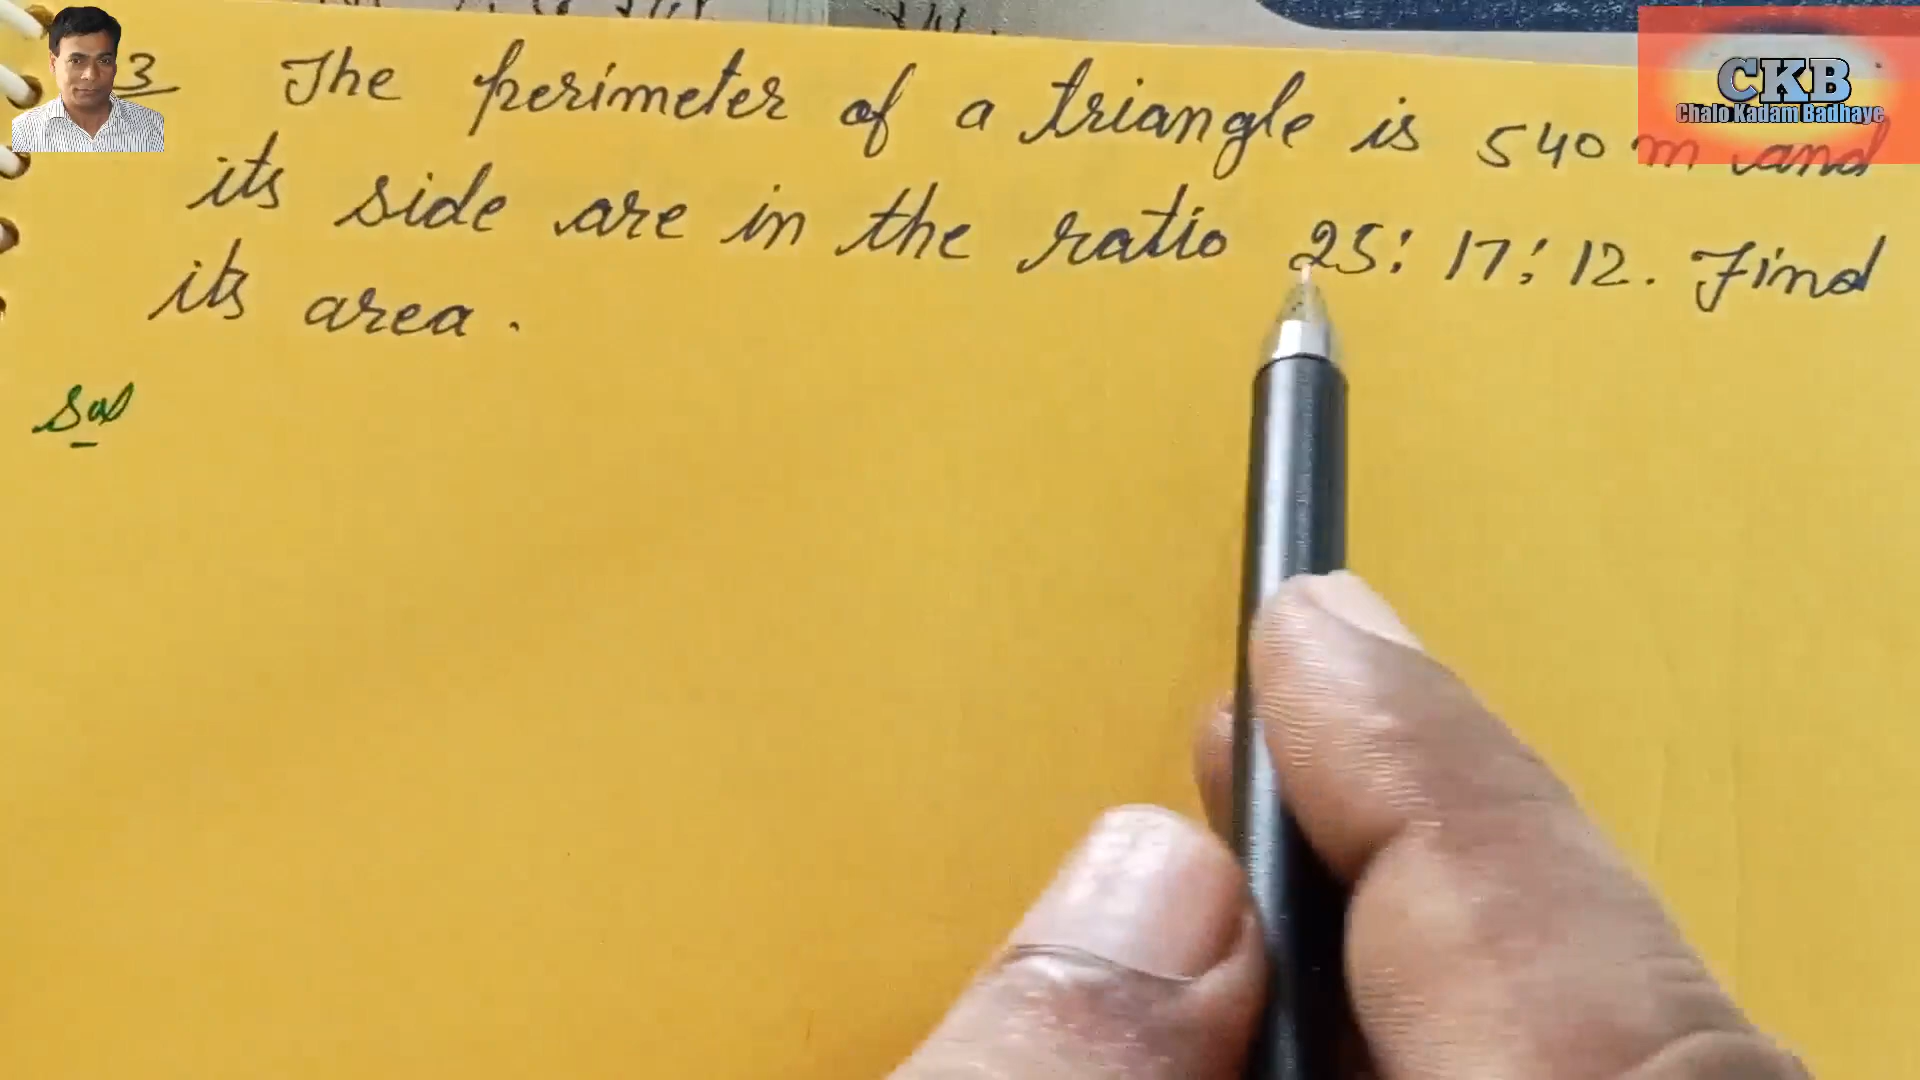 3 The perimeter of a triangle is 540 m and
its side are in the ratio 25: 17: 12. Find
its area.
Sol
CKB
Chalo Kadam Badhaye